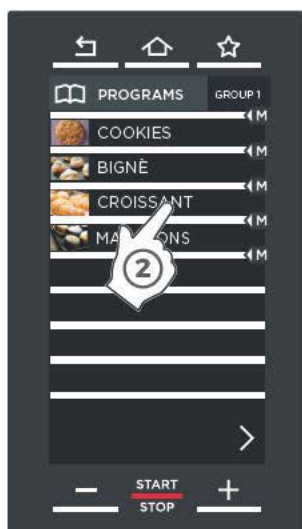 PROGRAMS GROUP 1
M
COOKIES
M
BIGNÈ
M
CROISSANT
M
M
2
START
STOP